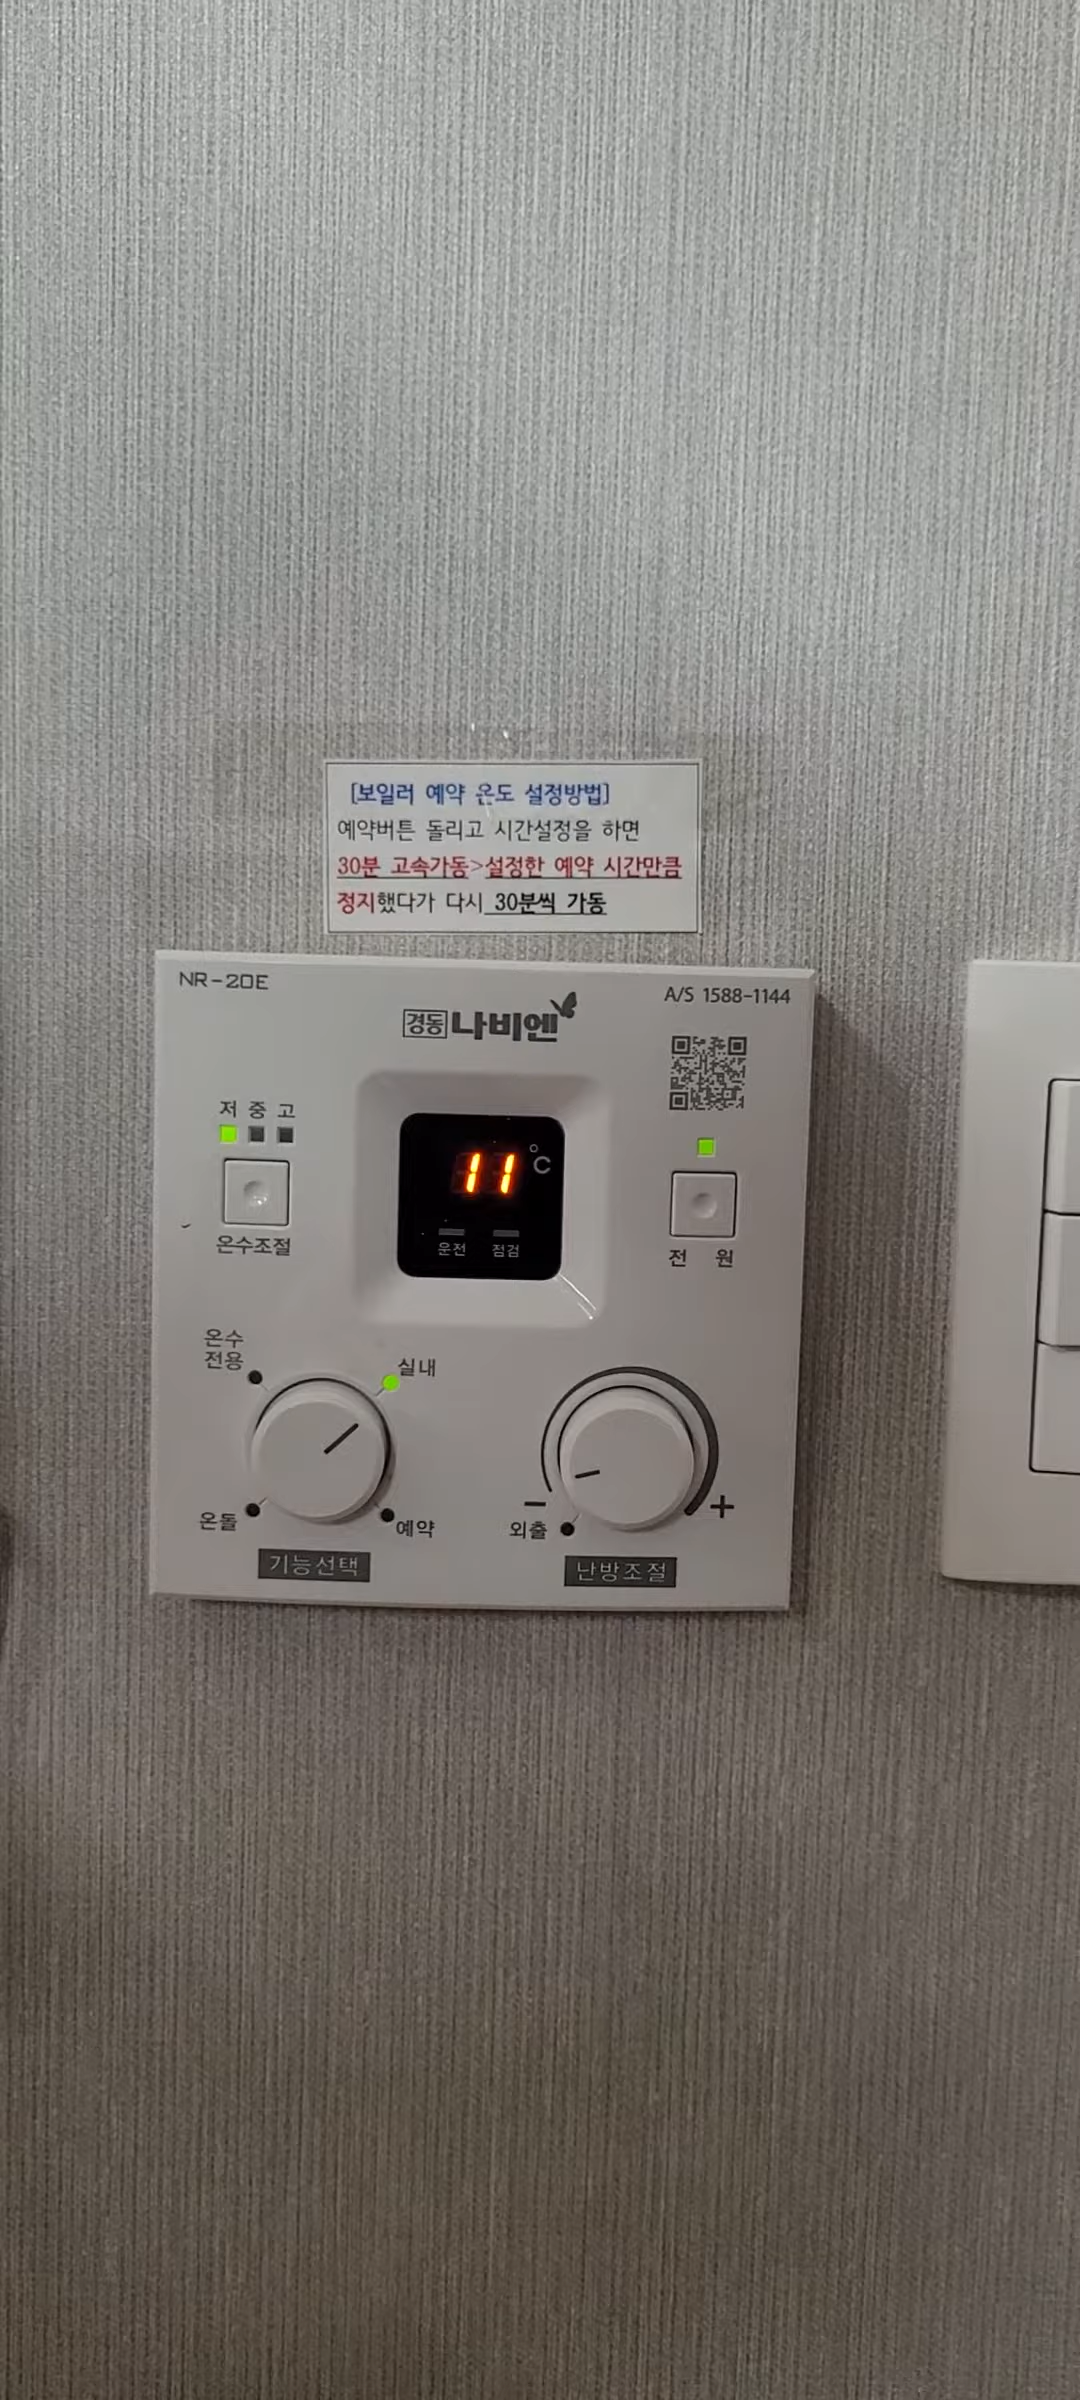 [보일러 예약 온도 설정방법]
예약버튼 돌리고 시간설정을 하면
30분 고속가동>설정한 예약 시간만큼
정지했다가 다시 30분씩 가동
NR-20E
A/S 1588-1144
경동 나비엔
저 중 고
11 °C
운전 점검
온수조절
전 원
온수
전용
실내
온돌
예약
기능선택
- +
외출
난방조절